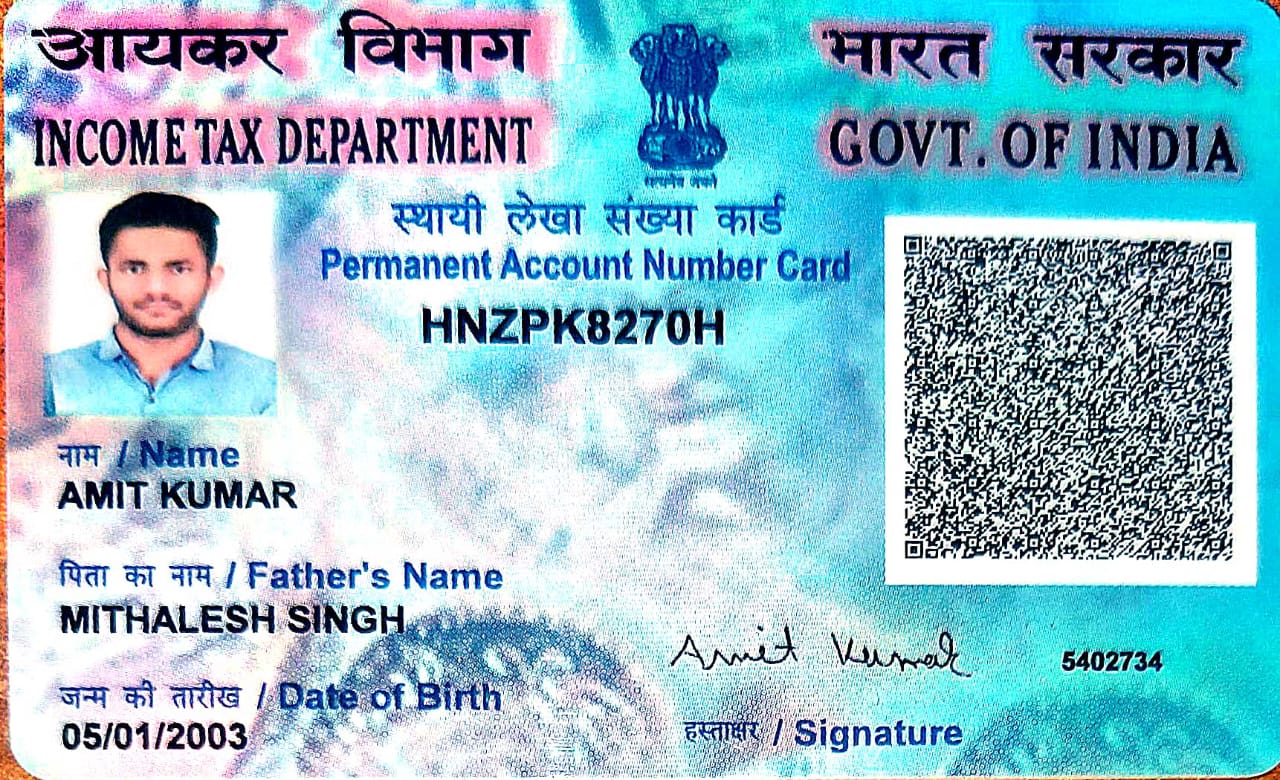 आयकर विभाग
INCOME TAX DEPARTMENT
भारत सरकार
GOVT. OF INDIA
सत्यमेव जयते
स्थायी लेखा संख्या कार्ड
Permanent Account Number Card
HNZPK8270H
नाम / Name
AMIT KUMAR
पिता का नाम / Father's Name
MITHALESH SINGH
जन्म की तारीख / Date of Birth
05/01/2003
Amit Kumar
हस्ताक्षर / Signature
5402734